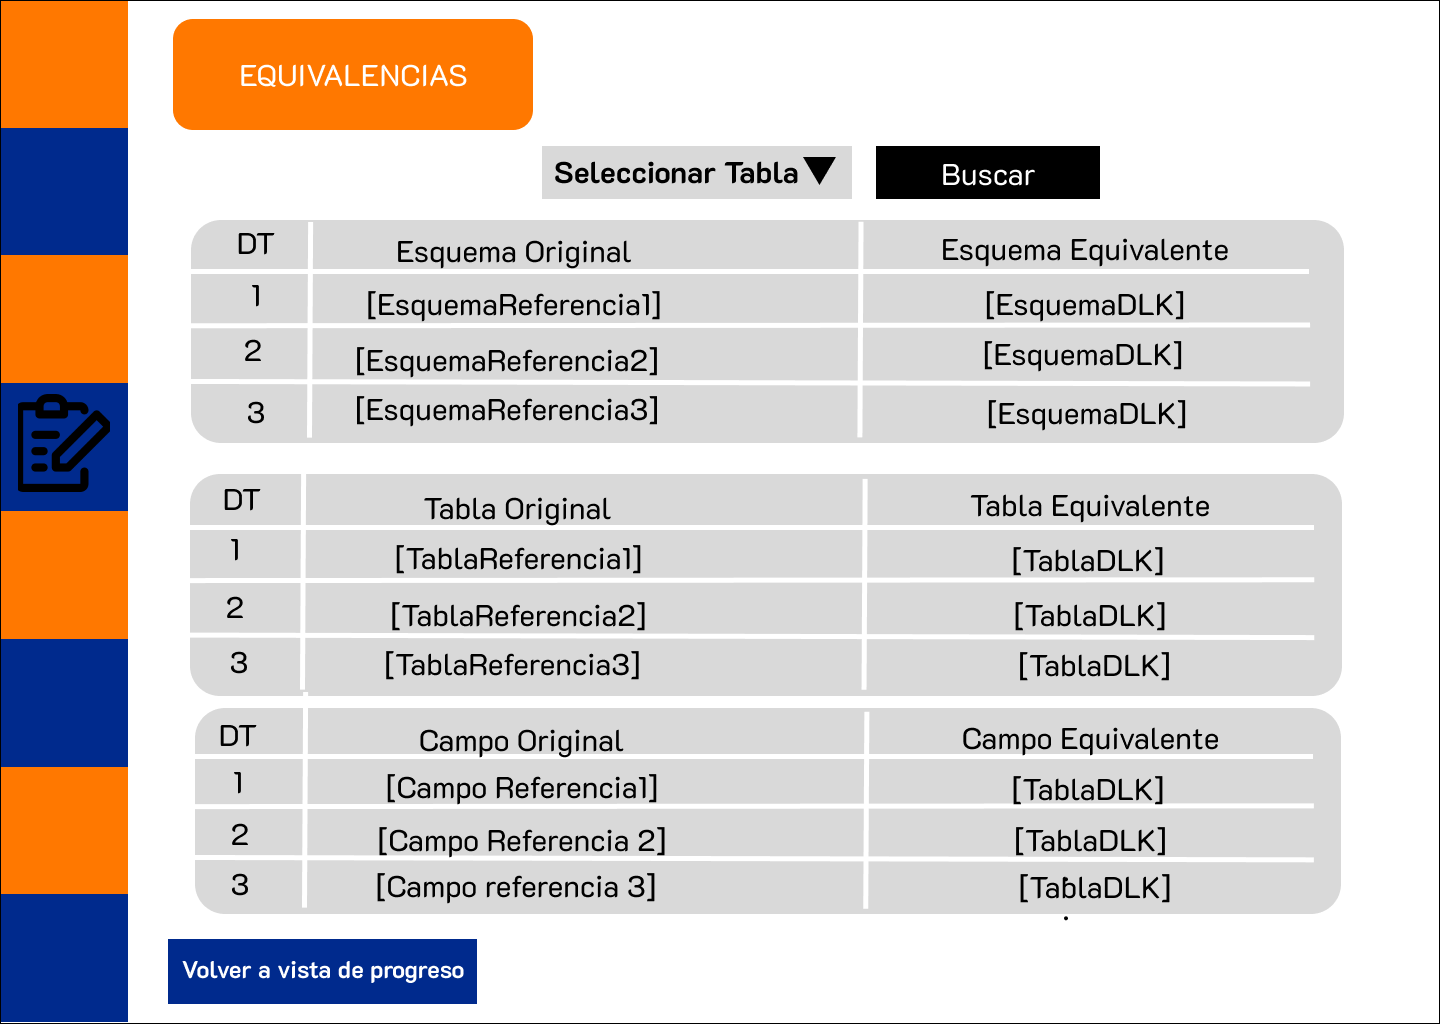 EQUIVALENCIAS
Seleccionar Tabla Buscar
DT Esquema Original Esquema Equivalente
1 [EsquemaReferencia1] [EsquemaDLK]
2 [EsquemaReferencia2] [EsquemaDLK]
3 [EsquemaReferencia3] [EsquemaDLK]
DT Tabla Original Tabla Equivalente
1 [TablaReferencia1] [TablaDLK]
2 [TablaReferencia2] [TablaDLK]
3 [TablaReferencia3] [TablaDLK]
DT Campo Original Campo Equivalente
1 [Campo Referencia1] [TablaDLK]
2 [Campo Referencia 2] [TablaDLK]
3 [Campo referencia 3] [TablaDLK]
Volver a vista de progreso